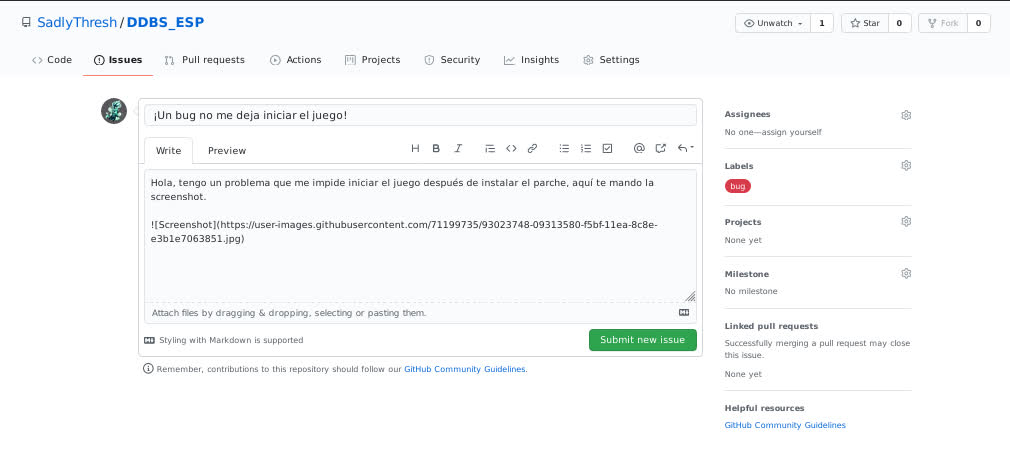 SadlyThresh / DDBS_ESP
Unwatch 1 Star 0 Fork 0
Code Issues Pull requests Actions Projects Security Insights Settings
¡Un bug no me deja iniciar el juego!
Write Preview
Hola, tengo un problema que me impide iniciar el juego después de instalar el parche, aquí te mando la
screenshot.
![Screenshot](https://user-images.githubusercontent.com/71199735/93023748-09313580-f5bf-11ea-8c8e-
e3b1e7063851.jpg)
Attach files by dragging & dropping, selecting or pasting them.
Styling with Markdown is supported
Submit new issue
Remember, contributions to this repository should follow our GitHub Community Guidelines.
Assignees
No one—assign yourself
Labels
bug
Projects
None yet
Milestone
No milestone
Linked pull requests
Successfully merging a pull request may close
this issue.
None yet
Helpful resources
GitHub Community Guidelines